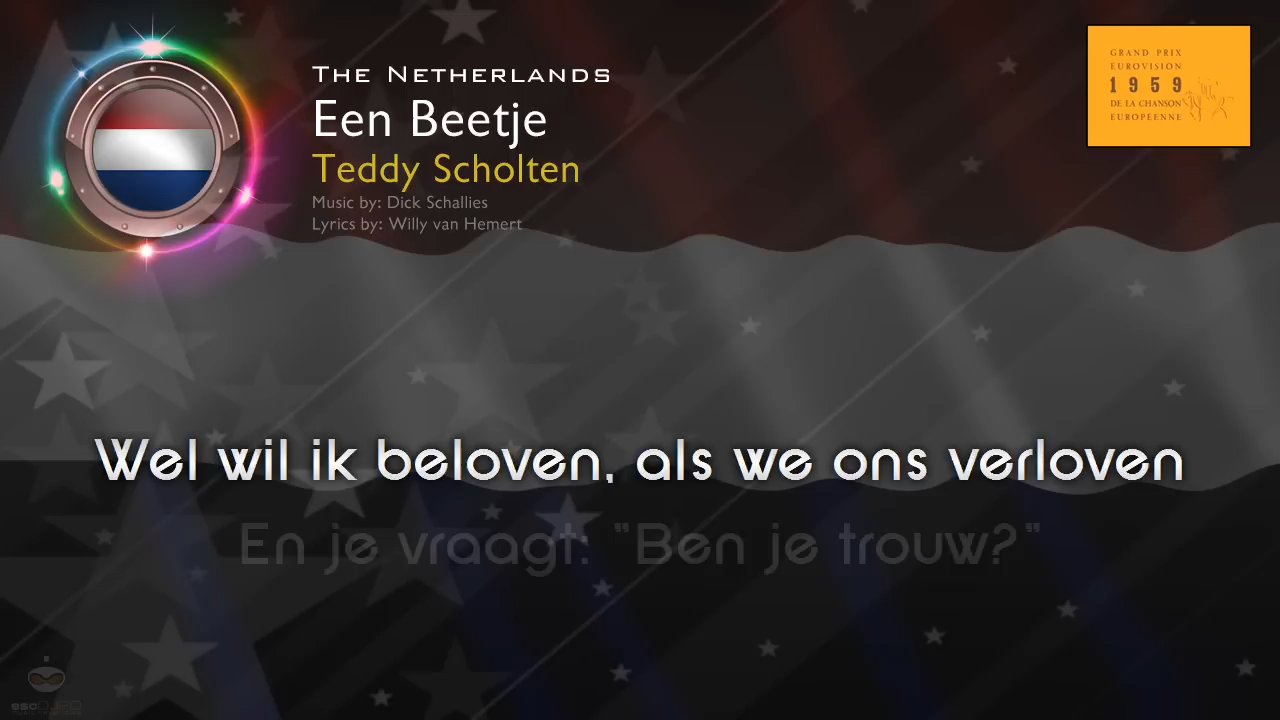 The Netherlands
Een Beetje
Teddy Scholten
Music by: Dick Schallies
Lyrics by: Willy van Hemert
GRAND PRIX
EUROVISION
1959
DE LA CHANSON
EUROPÉENNE
Wel wil ik beloven, als we ons verloven
En je vraagt: "Ben je trouw?"